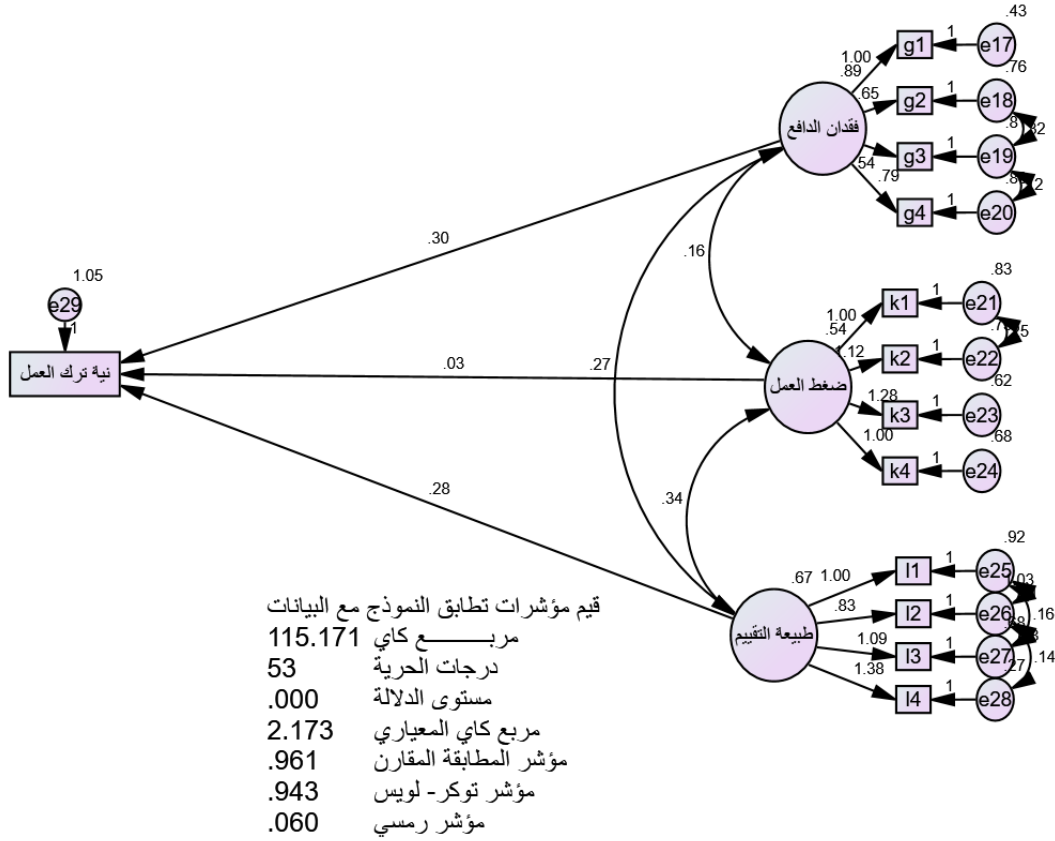 .43
g1
1
e17
1.00
.89
.76
.65
g2
1
e18
فقدان الدافع
.82
g3
1
e19
.54
.79
g4
1
e20
.30
.16
1.05
e29
1
.83
k1
1
e21
1.00
.54
نية ترك العمل
.03
.27
1.12
k2
1
e22
ضغط العمل
.62
1.28
k3
1
e23
.68
1.00
k4
1
e24
.28
.34
.92
.67
1.00
l1
1
e25
.83
l2
1
e26
.16
طبيعة التقييم
1.09
l3
1
e27
.14
1.38
.27
l4
1
e28
قيم مؤشرات تطابق النموذج مع البيانات
مربـــــــع كاي 115.171
درجات الحرية 53
مستوى الدلالة .000
مربع كاي المعياري 2.173
مؤشر المطابقة المقارن .961
مؤشر توكر- لويس .943
مؤشر رمسي .060